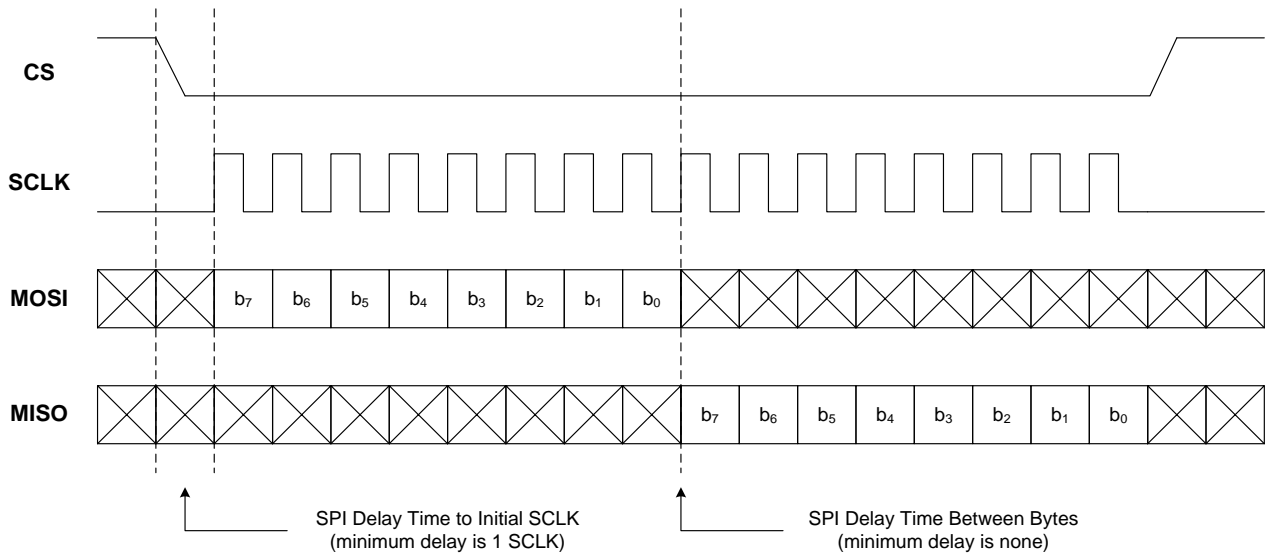 CS
SCLK
MOSI b₇ b₆ b₅ b₄ b₃ b₂ b₁ b₀
MISO b₇ b₆ b₅ b₄ b₃ b₂ b₁ b₀
SPI Delay Time to Initial SCLK
(minimum delay is 1 SCLK)
SPI Delay Time Between Bytes
(minimum delay is none)